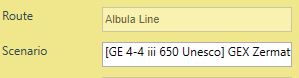 Route Albula Line
Scenario [GE 4-4 iii 650 Unesco] GEX Zermat